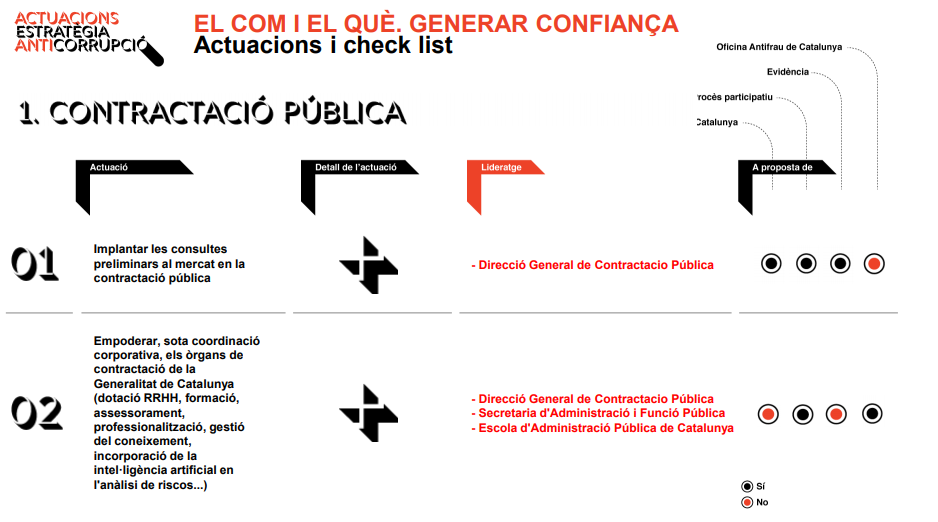 ACTUACIONS
ESTRATÈGIA
ANTICORRUPCIÓ
EL COM I EL QUÈ. GENERAR CONFIANÇA
Actuacions i check list
Oficina Antifrau de Catalunya
Evidència
rocès participatiu
Catalunya
1. CONTRACTACIÓ PÚBLICA
Actuació
Detall de l'actuació
Lideratge
A proposta de
01
Implantar les consultes
preliminars al mercat en la
contractació pública
- Direcció General de Contractacio Pública
02
Empoderar, sota coordinació
corporativa, els òrgans de
contractació de la
Generalitat de Catalunya
(dotació RRHH, formació,
assessorament,
professionalització, gestió
del coneixement,
incorporació de la
intel·ligència artificial en
l'anàlisi de riscos...)
- Direcció General de Contractacio Pública
- Secretaria d'Administració i Funció Pública
- Escola d'Administració Pública de Catalunya
Sí
No